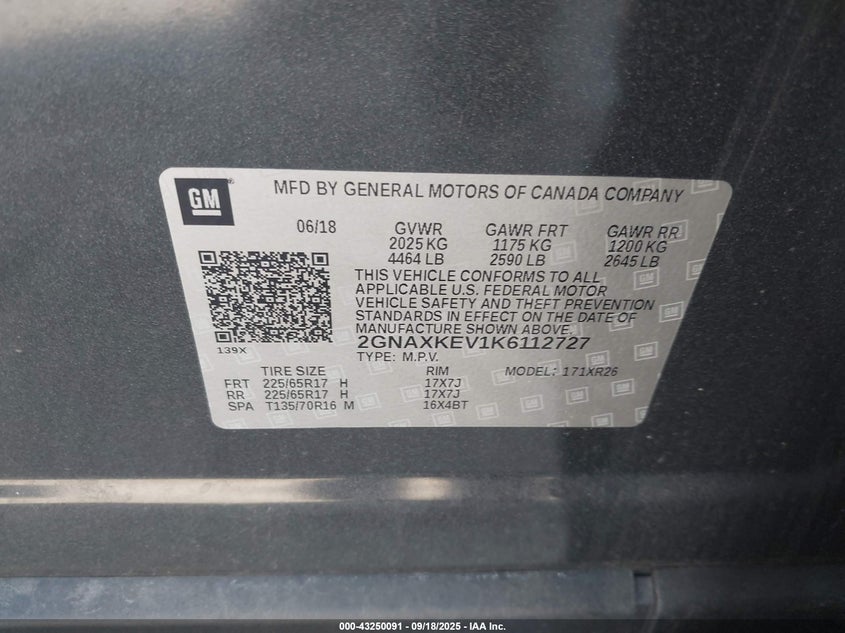 GM
MFD BY GENERAL MOTORS OF CANADA COMPANY
06/18 GVWR GAWR FRT GAWR RR
2025 KG 1175 KG 1200 KG
4464 LB 2590 LB 2645 LB
THIS VEHICLE CONFORMS TO ALL
APPLICABLE U.S. FEDERAL MOTOR
VEHICLE SAFETY AND THEFT PREVENTION
STANDARDS IN EFFECT ON THE DATE OF
MANUFACTURE SHOWN ABOVE.
2GNAXKEV1K6112727
139X TYPE: M.P.V.
TIRE SIZE RIM MODEL: 171XR26
FRT 225/65R17 H 17X7J
RR 225/65R17 H 17X7J
SPA T135/70R16 M 16X4BT
000-43250091 - 09/18/2025 - IAA Inc.